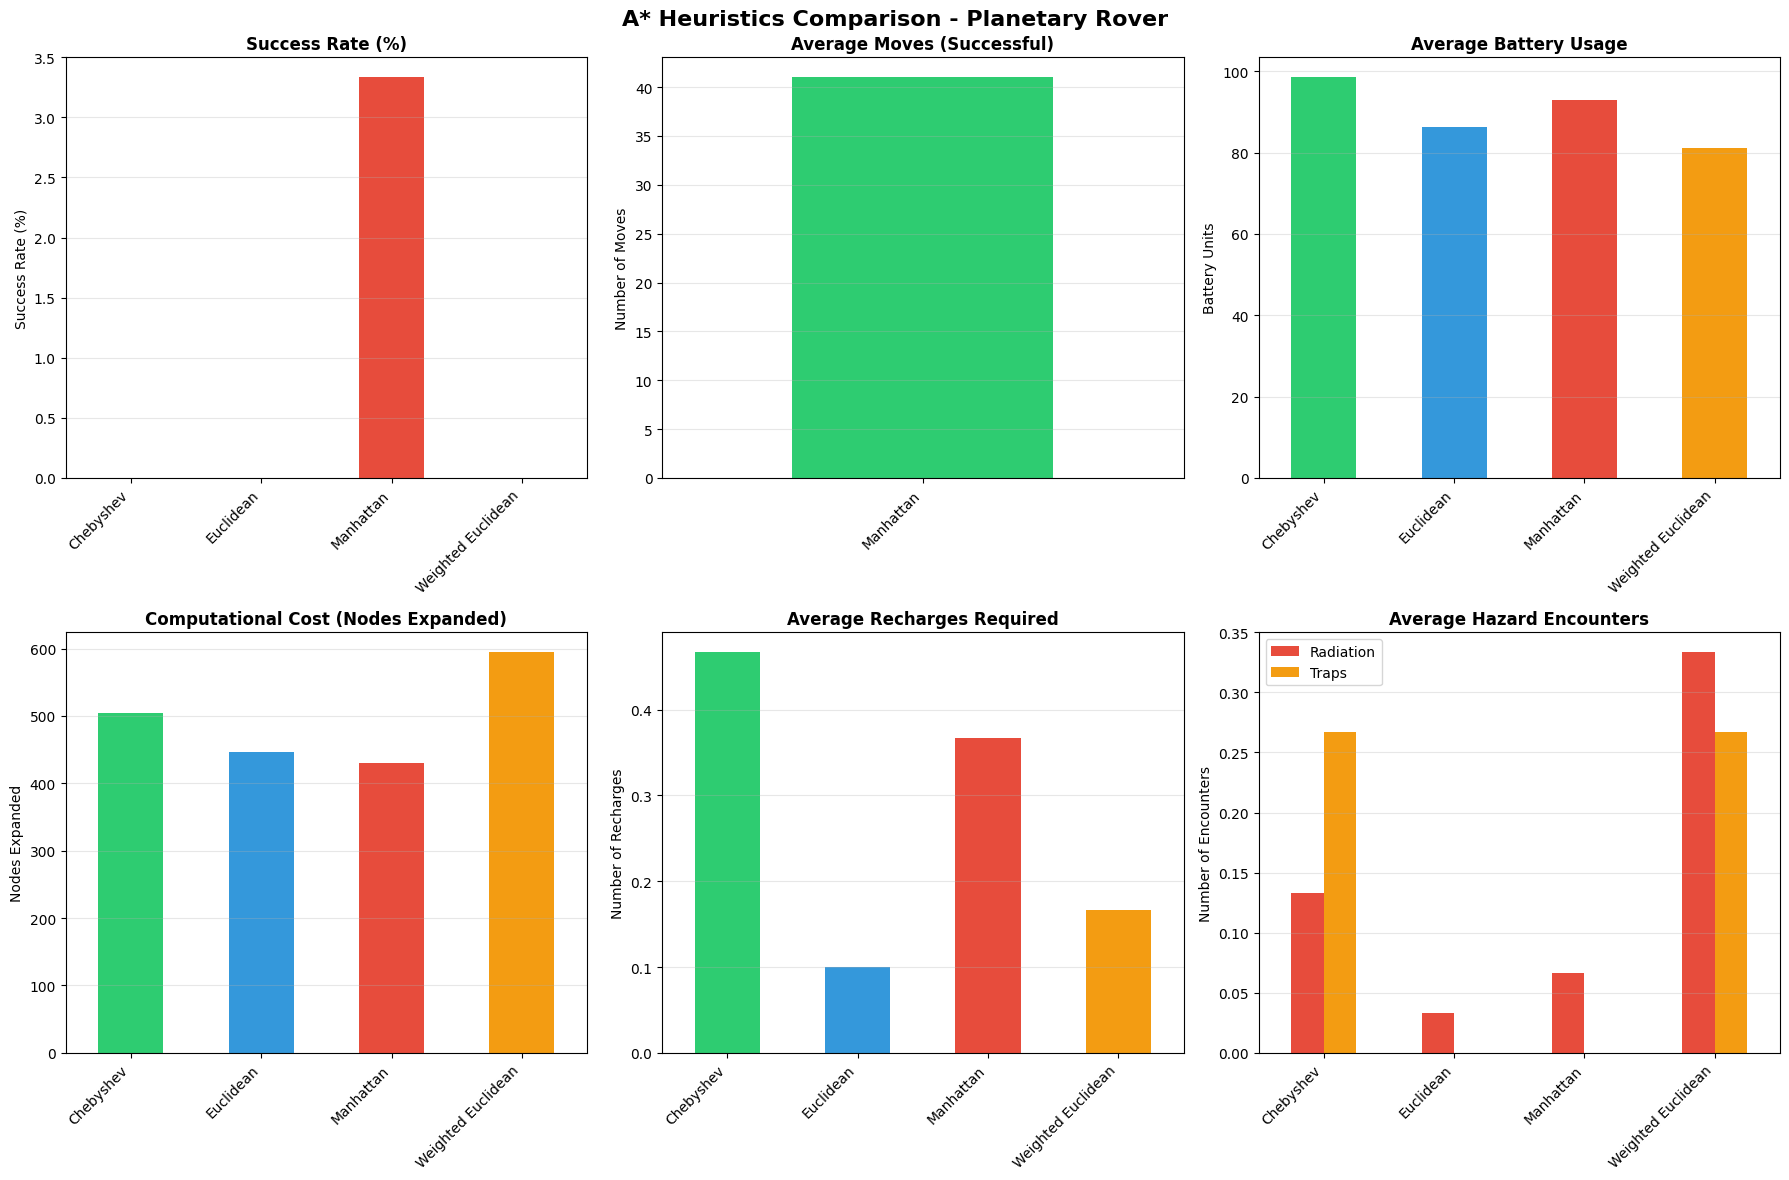 A* Heuristics Comparison - Planetary Rover
Success Rate (%)
Success Rate (%)
3.5
3.0
2.5
2.0
1.5
1.0
0.5
0.0
Chebyshev
Euclidean
Manhattan
Weighted Euclidean
Average Moves (Successful)
Number of Moves
40
35
30
25
20
15
10
5
0
Manhattan
Average Battery Usage
Battery Units
100
80
60
40
20
0
Chebyshev
Euclidean
Manhattan
Weighted Euclidean
Computational Cost (Nodes Expanded)
Nodes Expanded
600
500
400
300
200
100
0
Chebyshev
Euclidean
Manhattan
Weighted Euclidean
Average Recharges Required
Number of Recharges
0.4
0.3
0.2
0.1
0.0
Chebyshev
Euclidean
Manhattan
Weighted Euclidean
Average Hazard Encounters
Number of Encounters
0.35
0.30
0.25
0.20
0.15
0.10
0.05
0.00
Radiation
Traps
Chebyshev
Euclidean
Manhattan
Weighted Euclidean